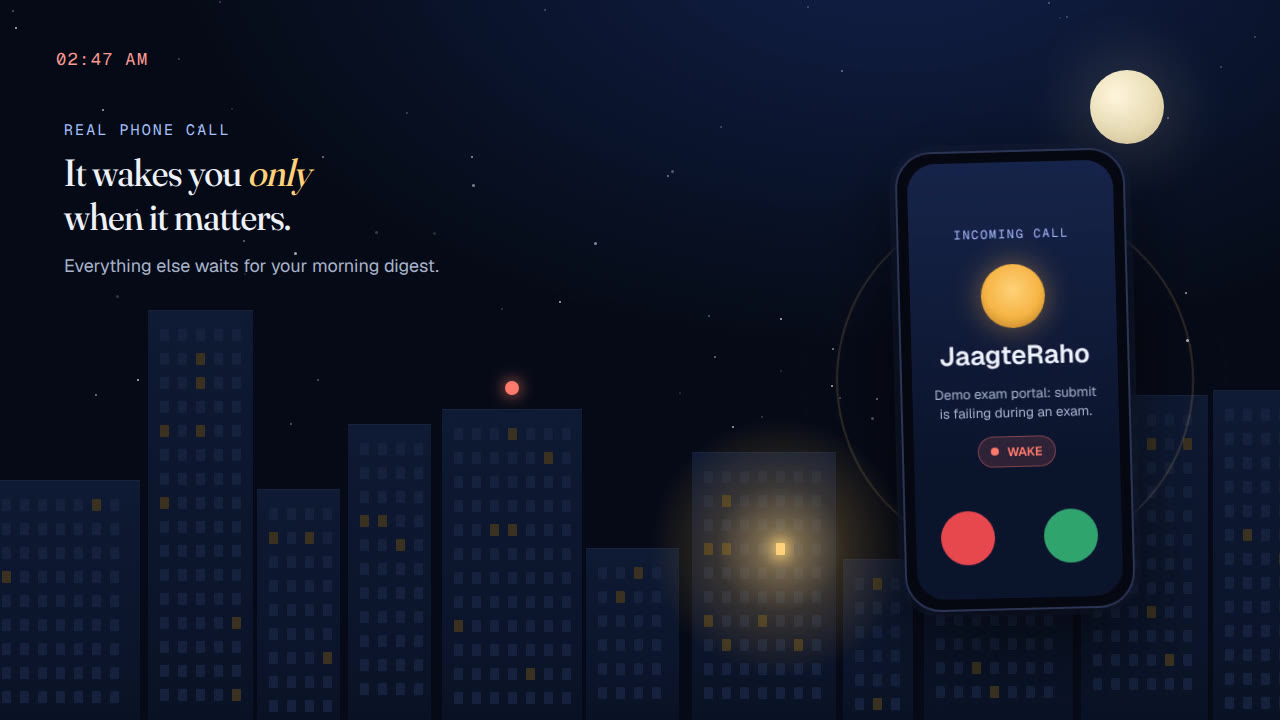 02:47 AM
REAL PHONE CALL
It wakes you only
when it matters.
Everything else waits for your morning digest.
INCOMING CALL
JaagteRaho
Demo exam portal: submit
is failing during an exam.
WAKE